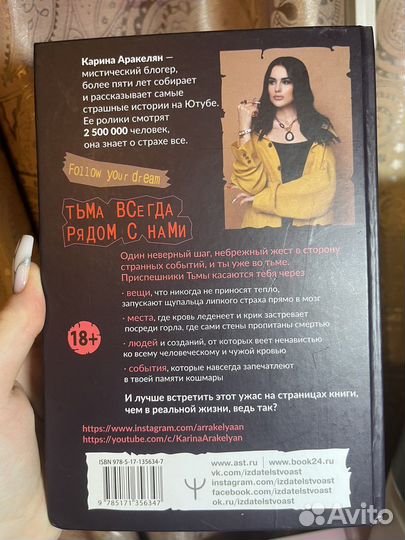 Карина Аракелян —
мистический блогер,
более пяти лет собирает
и рассказывает самые
страшные истории на Ютубе.
Ее ролики смотрят
2 500 000 человек,
она знает о страхе все.
Follow your dream
ТЬМА ВСЕГДА
РЯДОМ С НАМИ
Один неверный шаг, небрежный жест в сторону
странных событий, и ты уже во тьме.
Приспешники Тьмы касаются тебя через
· вещи, что никогда не приносят тепло,
запускают щупальца липкого страха прямо в мозг
· места, где кровь леденеет и крик застревает
посреди горла, где сами стены пропитаны смертью
18+
· людей и созданий, от которых веет ненавистью
ко всему человеческому и чужой кровью
· события, которые навсегда запечатлеют
в твоей памяти кошмары
И лучше встретить этот ужас на страницах книги,
чем в реальной жизни, ведь так?
https://www.instagram.com/arrakelyaan
https://youtube.com/c/KarinaArakelyan
ISBN 978-5-17-135634-7
9 785171 356347
www.ast.ru www.book24.ru
vk.com/izdatelstvoast
instagram.com/izdatelstvoast
facebook.com/izdatelstvoast
ok.ru/izdatelstvoast
Avito